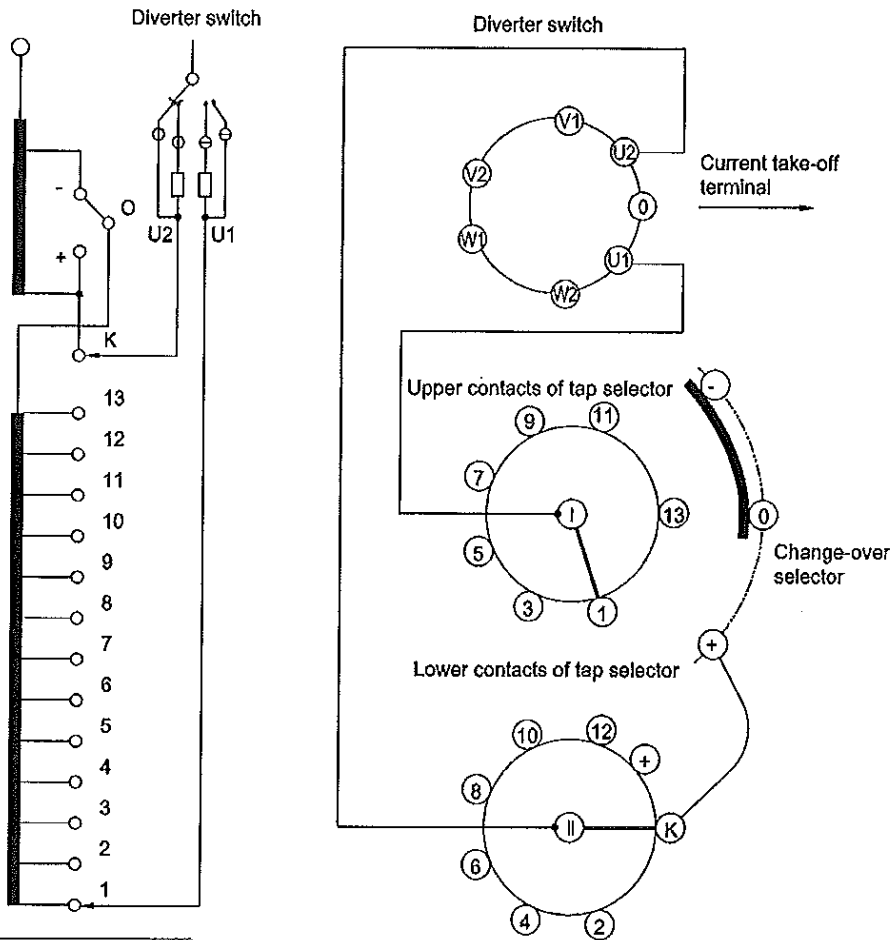 Diverter switch
-
O
+
U2
U1
K
13
12
11
10
9
8
7
6
5
4
3
2
1
Diverter switch
V1
U2
V2
0
W1
U1
W2
Current take-off
terminal
Upper contacts of tap selector
-
9
11
7
I
13
0
5
3
1
Change-over
selector
+
Lower contacts of tap selector
10
12
+
8
II
K
6
4
2